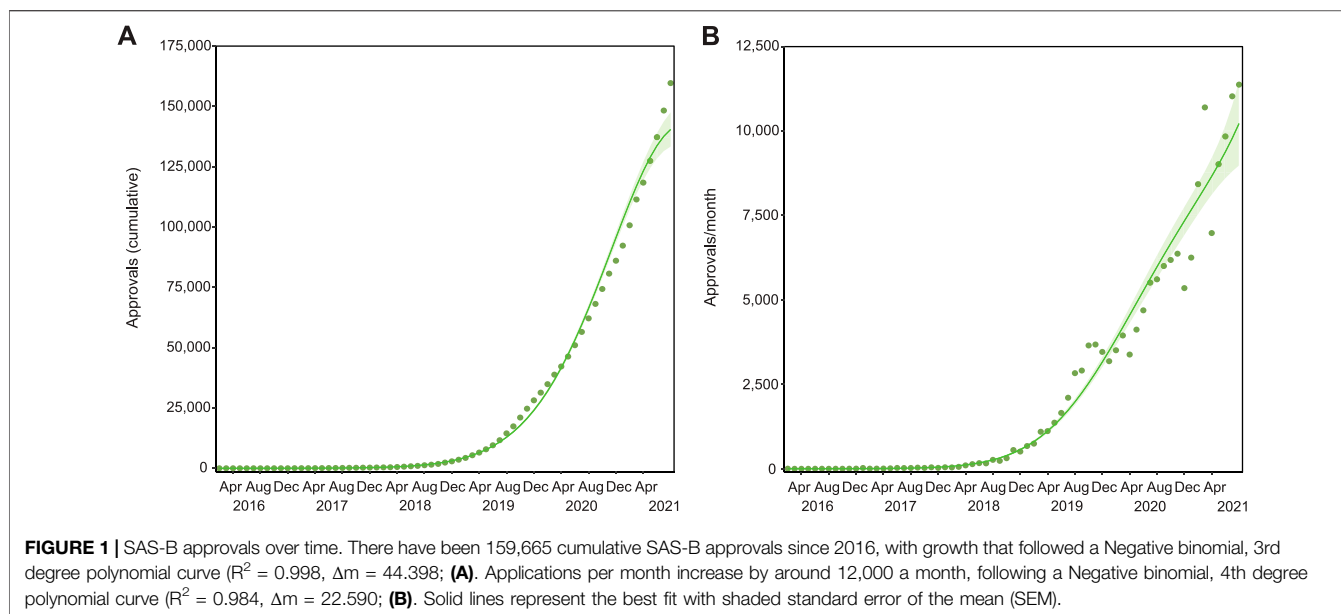 A
175,000
150,000
125,000
100,000
75,000
50,000
25,000
0
Approvals (cumulative)
Apr Aug Dec Apr Aug Dec Apr Aug Dec Apr Aug Dec Apr Aug Dec Apr
2016 2017 2018 2019 2020 2021
B
12,500
10,000
7,500
5,000
2,500
0
Approvals/month
Apr Aug Dec Apr Aug Dec Apr Aug Dec Apr Aug Dec Apr Aug Dec Apr
2016 2017 2018 2019 2020 2021
FIGURE 1 | SAS-B approvals over time. There have been 159,665 cumulative SAS-B approvals since 2016, with growth that followed a Negative binomial, 3rd
degree polynomial curve (R² = 0.998, Δm = 44.398; (A). Applications per month increase by around 12,000 a month, following a Negative binomial, 4th degree
polynomial curve (R² = 0.984, Δm = 22.590; (B). Solid lines represent the best fit with shaded standard error of the mean (SEM).